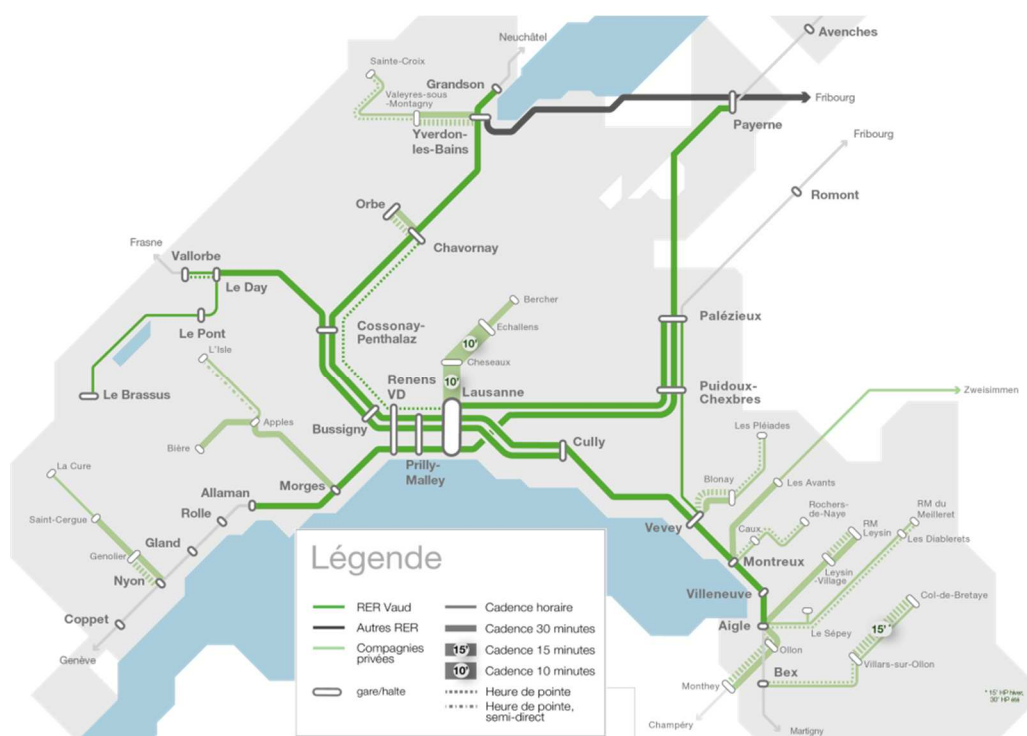 Avenches
Neuchâtel
Sainte-Croix
Grandson
Valeyres-sous
-Montagny
Fribourg
Payerne
Yverdon-
les-Bains
Fribourg
Romont
Orbe
Chavornay
Frasne
Vallorbe
Le Day
Bercher
Le Pont
Cossonay-
Penthalaz
Echallens
10'
Palézieux
L'Isle
Cheseaux
10'
Le Brassus
Renens
VD
Lausanne
Puidoux-
Chexbres
Zweisimmen
Apples
Bussigny
Les Pléiades
Bière
Prilly-
Malley
Cully
La Cure
Blonay
Les Avants
Morges
Allaman
Rochers-
de-Naye
RM du
Meilleret
Rolle
Saint-Cergue
Vevey
Caux
RM
Leysin
Les Diablerets
Gland
Genolier
Montreux
Leysin
-Village
Nyon
Villeneuve
Col-de-Bretaye
Coppet
Aigle
Le Sépey
15' *
Ollon
Genève
Villars-sur-Ollon
Bex
Monthey
Champéry
Martigny
* 15' HP hiver,
30' HP été
Légende
RER Vaud
Autres RER
Compagnies
privées
gare/halte
Cadence horaire
Cadence 30 minutes
15' Cadence 15 minutes
10' Cadence 10 minutes
Heure de pointe
Heure de pointe,
semi-direct